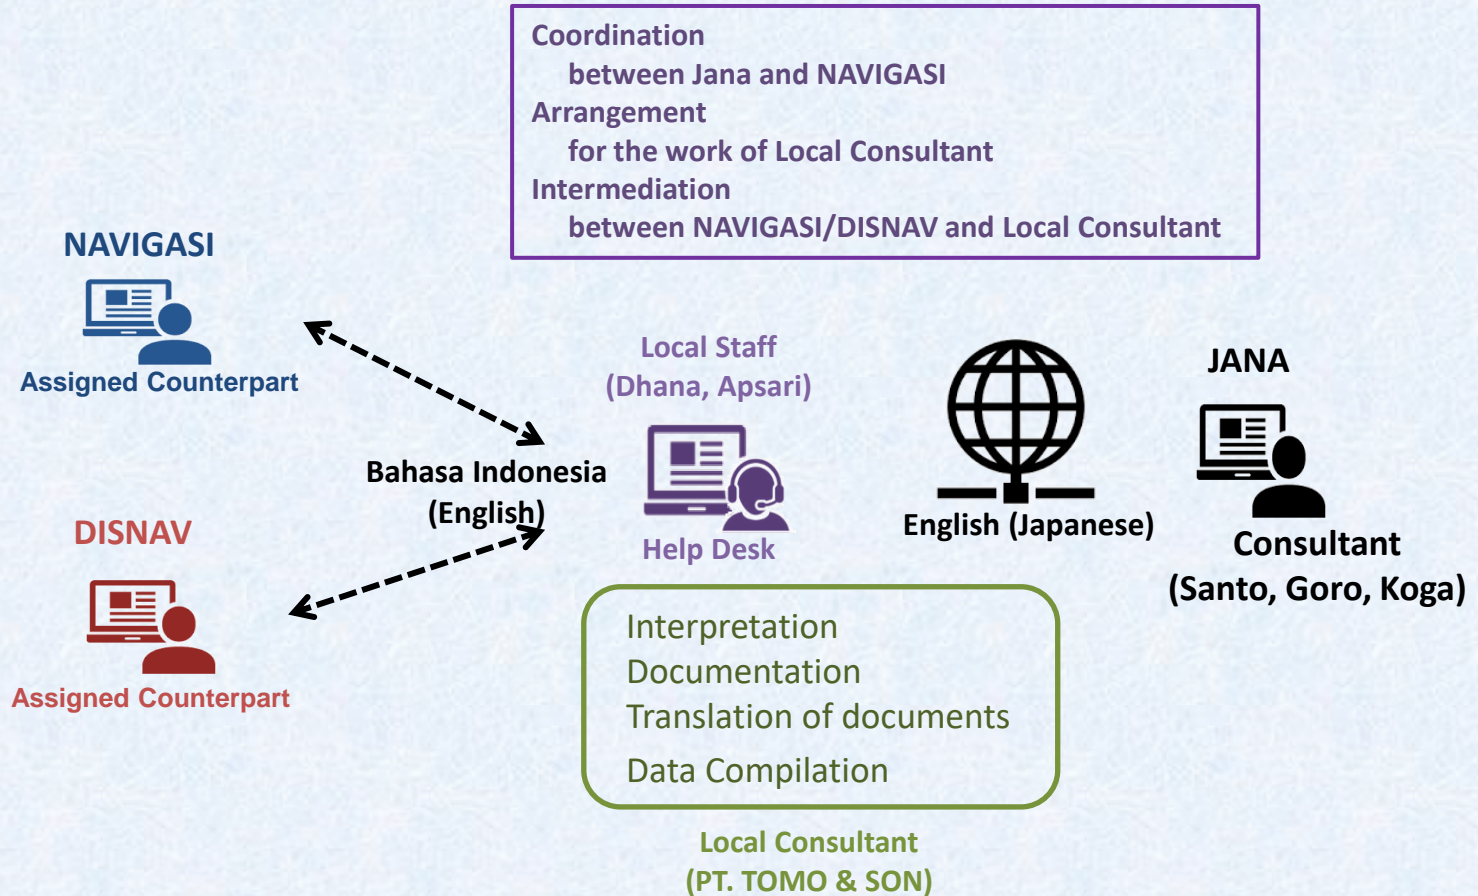 Coordination
between Jana and NAVIGASI
Arrangement
for the work of Local Consultant
Intermediation
between NAVIGASI/DISNAV and Local Consultant
NAVIGASI
Assigned Counterpart
DISNAV
Assigned Counterpart
Bahasa Indonesia
(English)
Local Staff
(Dhana, Apsari)
Help Desk
English (Japanese)
JANA
Consultant
(Santo, Goro, Koga)
Interpretation
Documentation
Translation of documents
Data Compilation
Local Consultant
(PT. TOMO & SON)